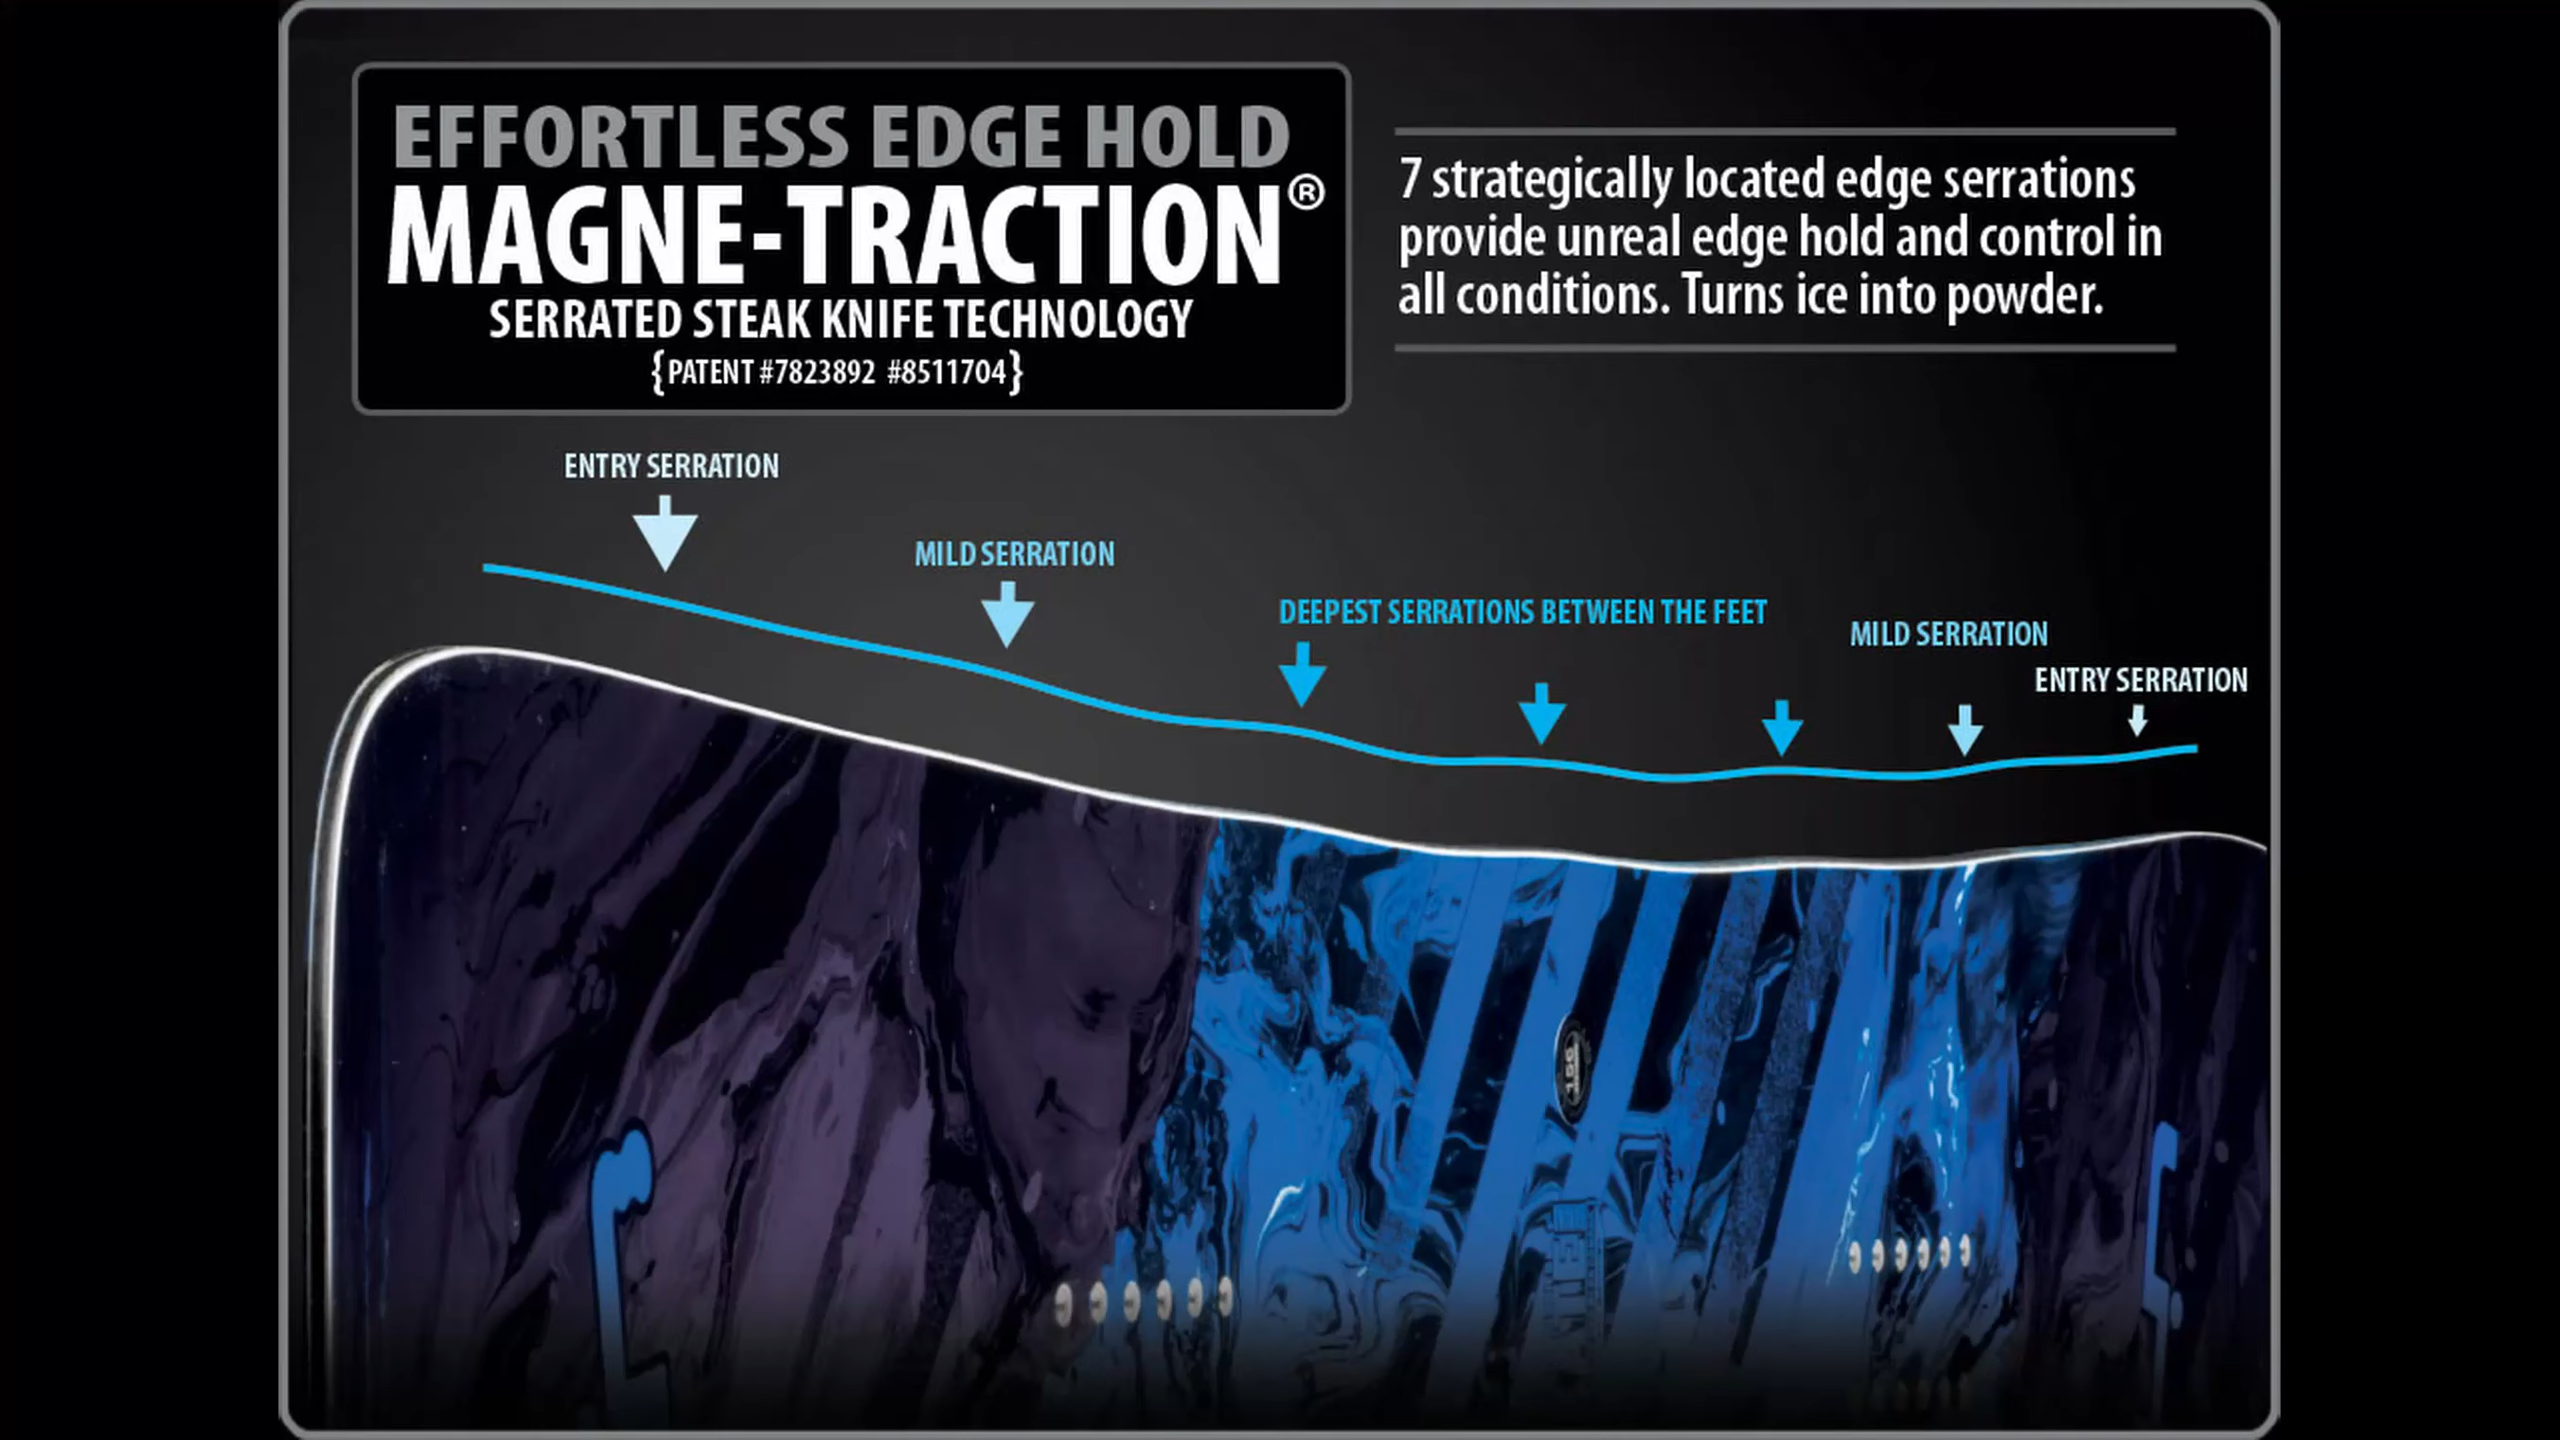 EFFORTLESS EDGE HOLD
MAGNE-TRACTION®
SERRATED STEAK KNIFE TECHNOLOGY
{PATENT #7823892 #8511704}
7 strategically located edge serrations
provide unreal edge hold and control in
all conditions. Turns ice into powder.
ENTRY SERRATION
MILD SERRATION
DEEPEST SERRATIONS BETWEEN THE FEET
MILD SERRATION
ENTRY SERRATION
156